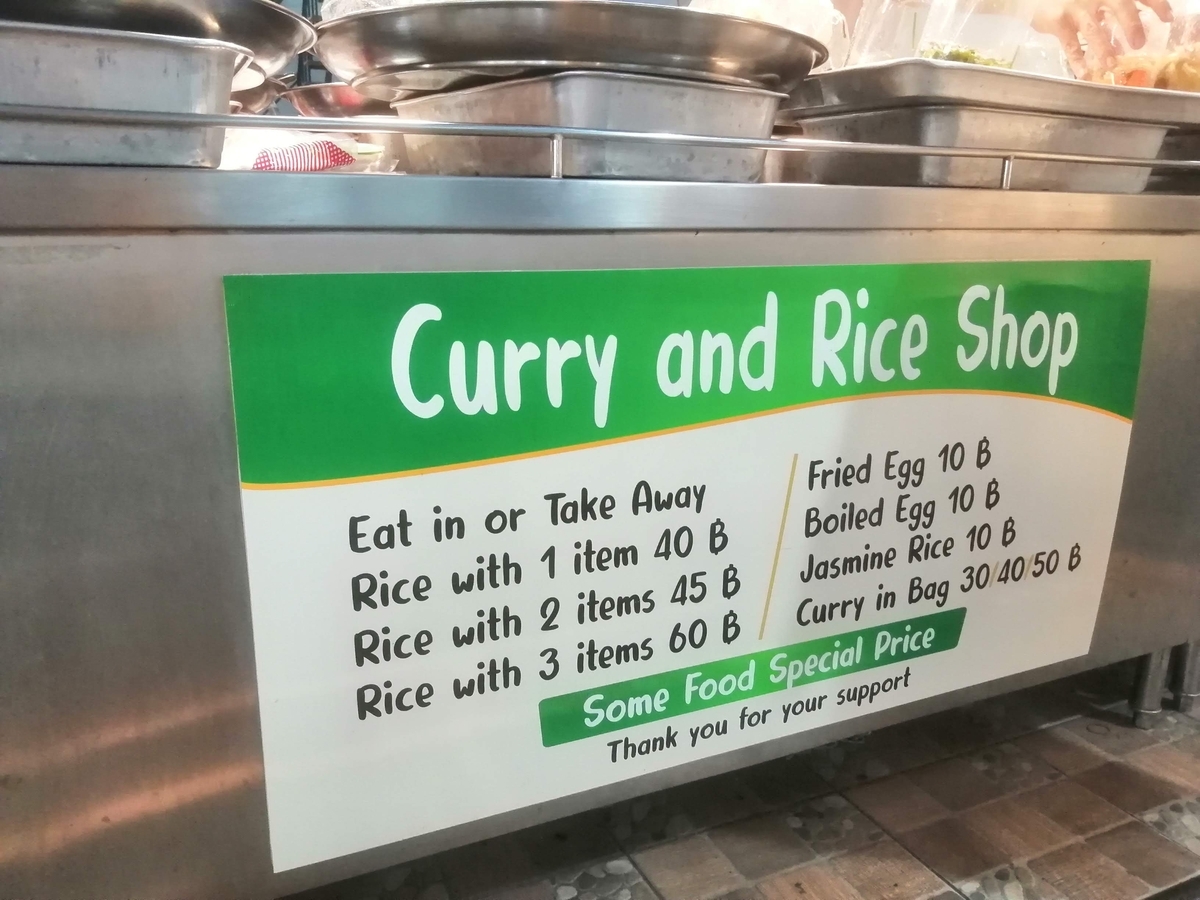 Curry and Rice Shop
Eat in or Take Away
Rice with 1 item 40 ฿
Rice with 2 items 45 ฿
Rice with 3 items 60 ฿
Fried Egg 10 ฿
Boiled Egg 10 ฿
Jasmine Rice 10 ฿
Curry in Bag 30/40/50 ฿
Some Food Special Price
Thank you for your support